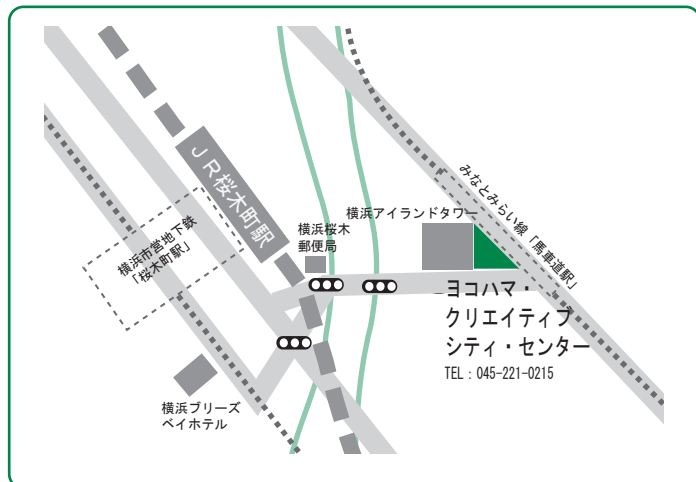 JR桜木町駅
横浜市営地下鉄
「桜木町駅」
横浜桜木
郵便局
横浜アイランドタワー
みなとみらい線「馬車道駅」
ヨコハマ・
クリエイティブ
シティ・センター
TEL：045-221-0215
横浜ブリーズ
ベイホテル